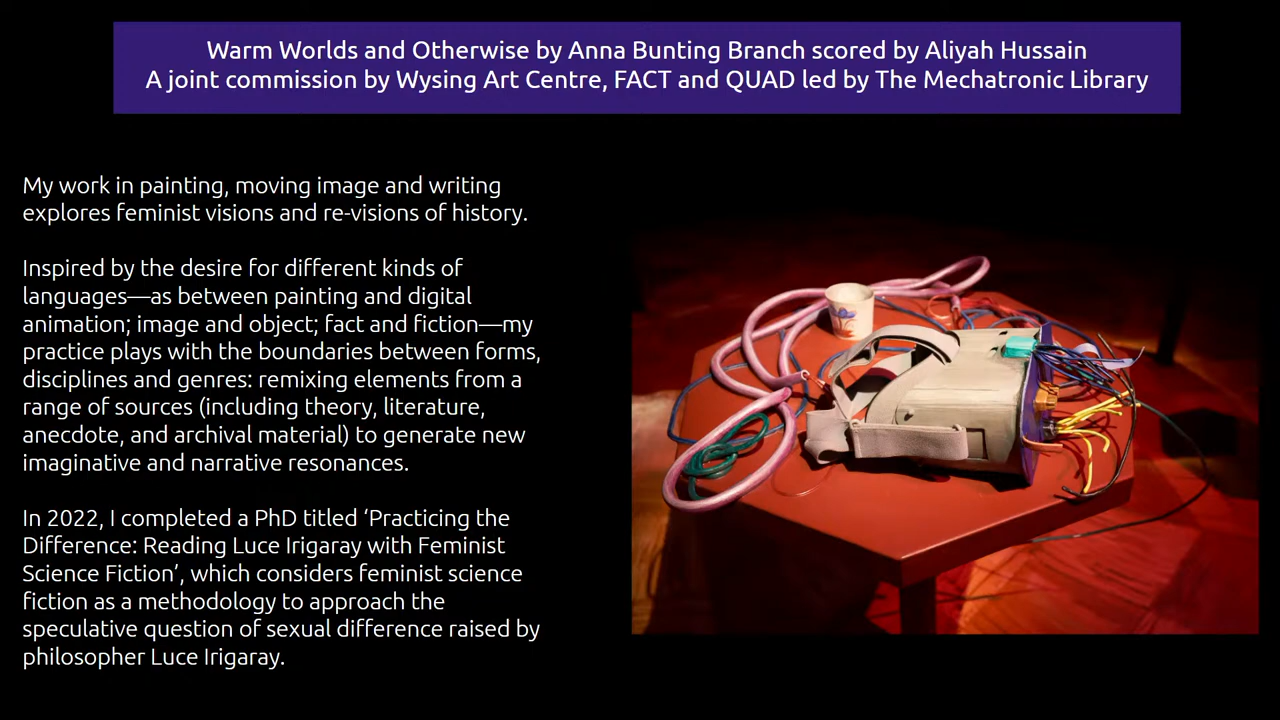 Warm Worlds and Otherwise by Anna Bunting Branch scored by Aliyah Hussain
A joint commission by Wysing Art Centre, FACT and QUAD led by The Mechatronic Library
My work in painting, moving image and writing
explores feminist visions and re-visions of history.
Inspired by the desire for different kinds of
languages—as between painting and digital
animation; image and object; fact and fiction—my
practice plays with the boundaries between forms,
disciplines and genres: remixing elements from a
range of sources (including theory, literature,
anecdote, and archival material) to generate new
imaginative and narrative resonances.
In 2022, I completed a PhD titled ‘Practicing the
Difference: Reading Luce Irigaray with Feminist
Science Fiction’, which considers feminist science
fiction as a methodology to approach the
speculative question of sexual difference raised by
philosopher Luce Irigaray.